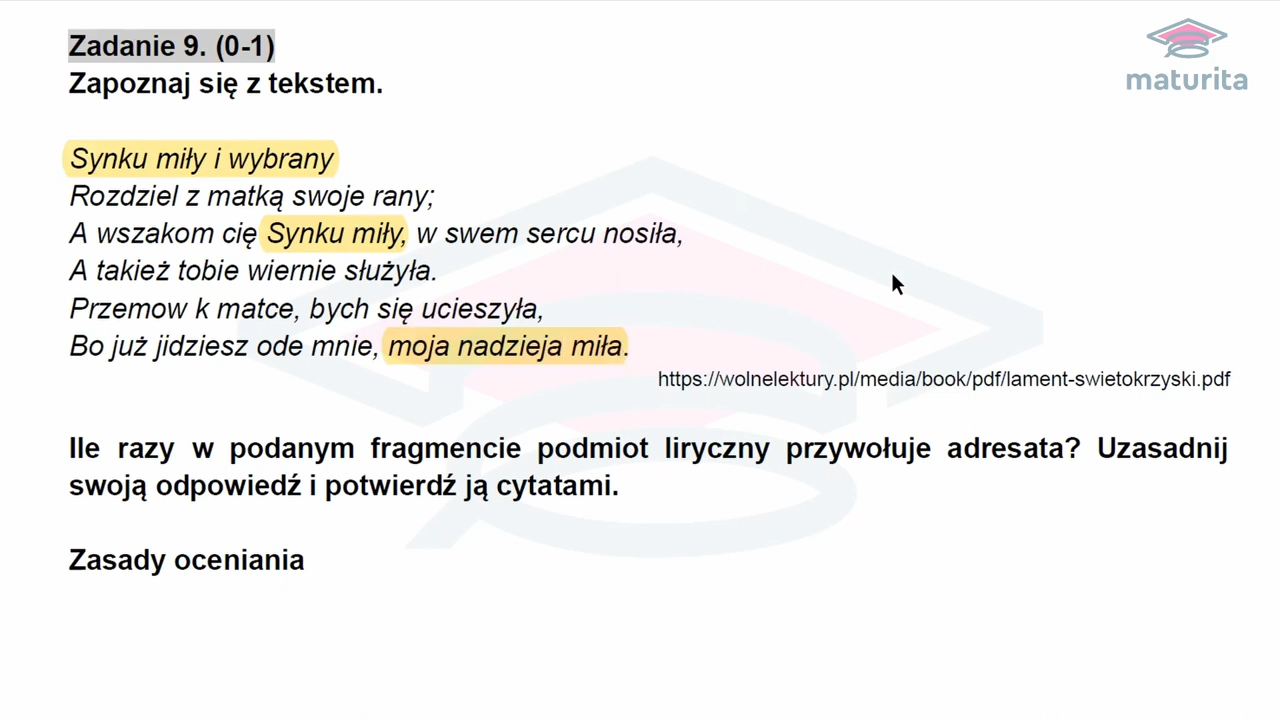 Zadanie 9. (0-1)
Zapoznaj się z tekstem.
maturita
Synku miły i wybrany
Rozdziel z matką swoje rany;
A wszakom cię Synku miły, w swem sercu nosiła,
A takież tobie wiernie służyła.
Przemow k matce, bych się ucieszyła,
Bo już jidziesz ode mnie, moja nadzieja miła.
https://wolnelektury.pl/media/book/pdf/lament-swietokrzyski.pdf
Ile razy w podanym fragmencie podmiot liryczny przywołuje adresata? Uzasadnij
swoją odpowiedź i potwierdź ją cytatami.
Zasady oceniania